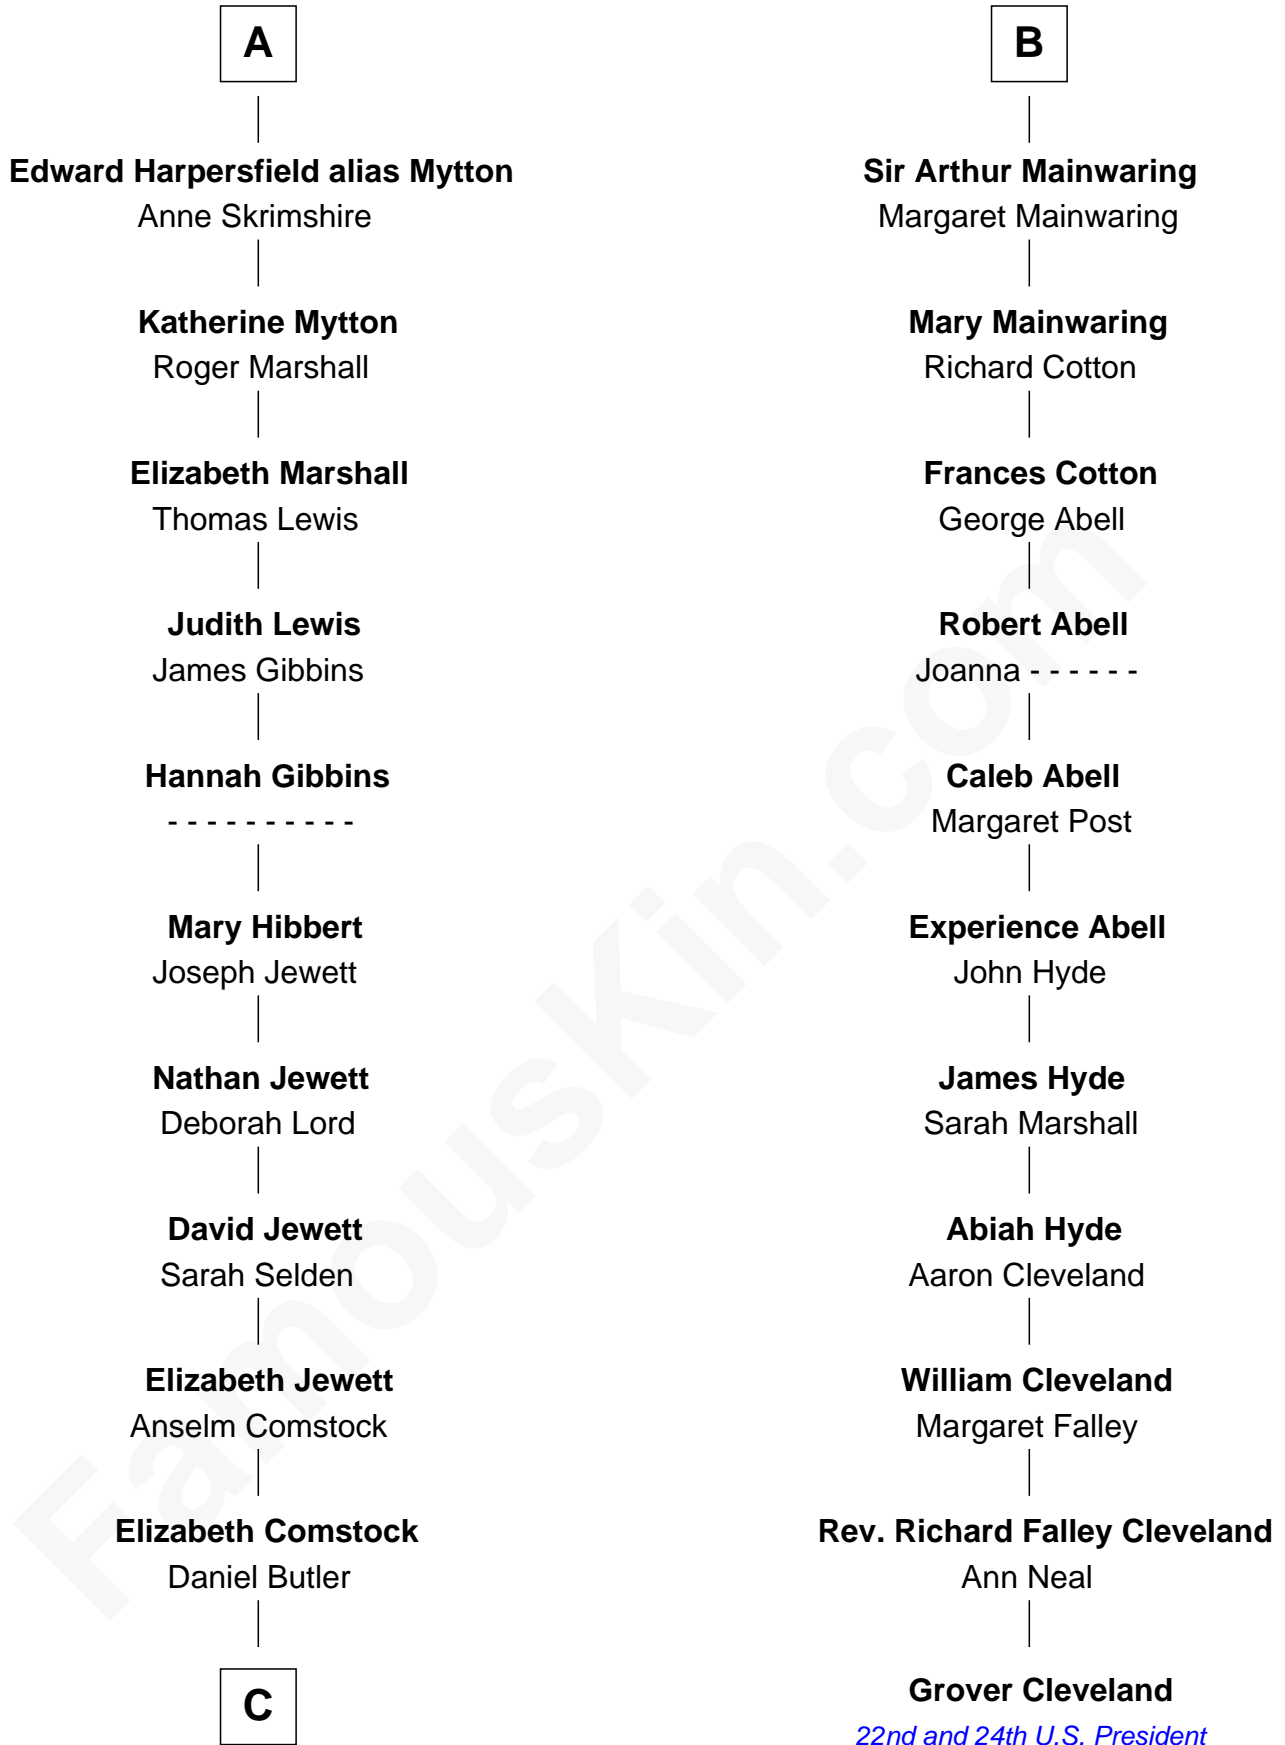 A
Edward Harpersfield alias Mytton
Anne Skrimshire
Katherine Mytton
Roger Marshall
Elizabeth Marshall
Thomas Lewis
Judith Lewis
James Gibbins
Hannah Gibbins
- - - - - - - - - -
Mary Hibbert
Joseph Jewett
Nathan Jewett
Deborah Lord
David Jewett
Sarah Selden
Elizabeth Jewett
Anselm Comstock
Elizabeth Comstock
Daniel Butler
C
B
Sir Arthur Mainwaring
Margaret Mainwaring
Mary Mainwaring
Richard Cotton
Frances Cotton
George Abell
Robert Abell
Joanna - - - - - -
Caleb Abell
Margaret Post
Experience Abell
John Hyde
James Hyde
Sarah Marshall
Abiah Hyde
Aaron Cleveland
William Cleveland
Margaret Falley
Rev. Richard Falley Cleveland
Ann Neal
Grover Cleveland
22nd and 24th U.S. President
FamousKin.com